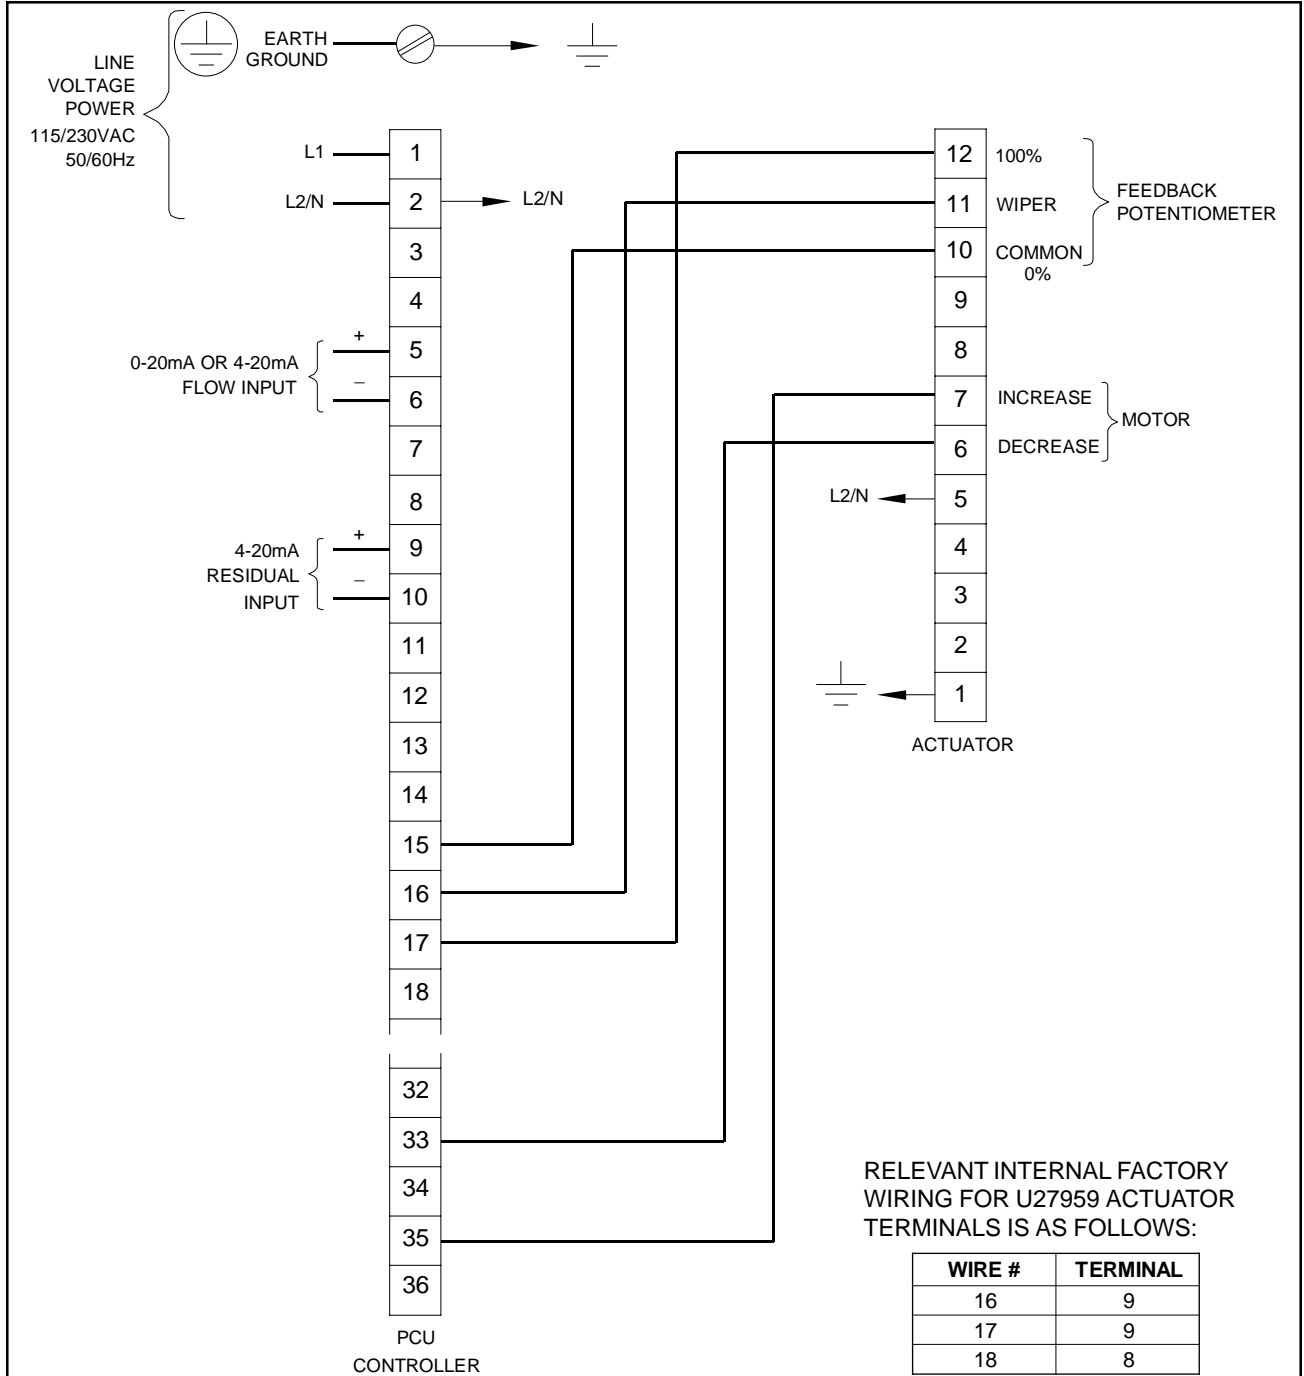 EARTH
GROUND
LINE
VOLTAGE
POWER
115/230VAC
50/60Hz
L1
L2/N
L2/N
0-20mA OR 4-20mA
FLOW INPUT
+
–
4-20mA
RESIDUAL
INPUT
+
–
1
2
3
4
5
6
7
8
9
10
11
12
13
14
15
16
17
18
32
33
34
35
36
PCU
CONTROLLER
12 100%
11 WIPER
10 COMMON
0%
FEEDBACK
POTENTIOMETER
9
8
7 INCREASE
6 DECREASE
MOTOR
L2/N 5
4
3
2
1
ACTUATOR
RELEVANT INTERNAL FACTORY
WIRING FOR U27959 ACTUATOR
TERMINALS IS AS FOLLOWS:
WIRE # TERMINAL
16 9
17 9
18 8